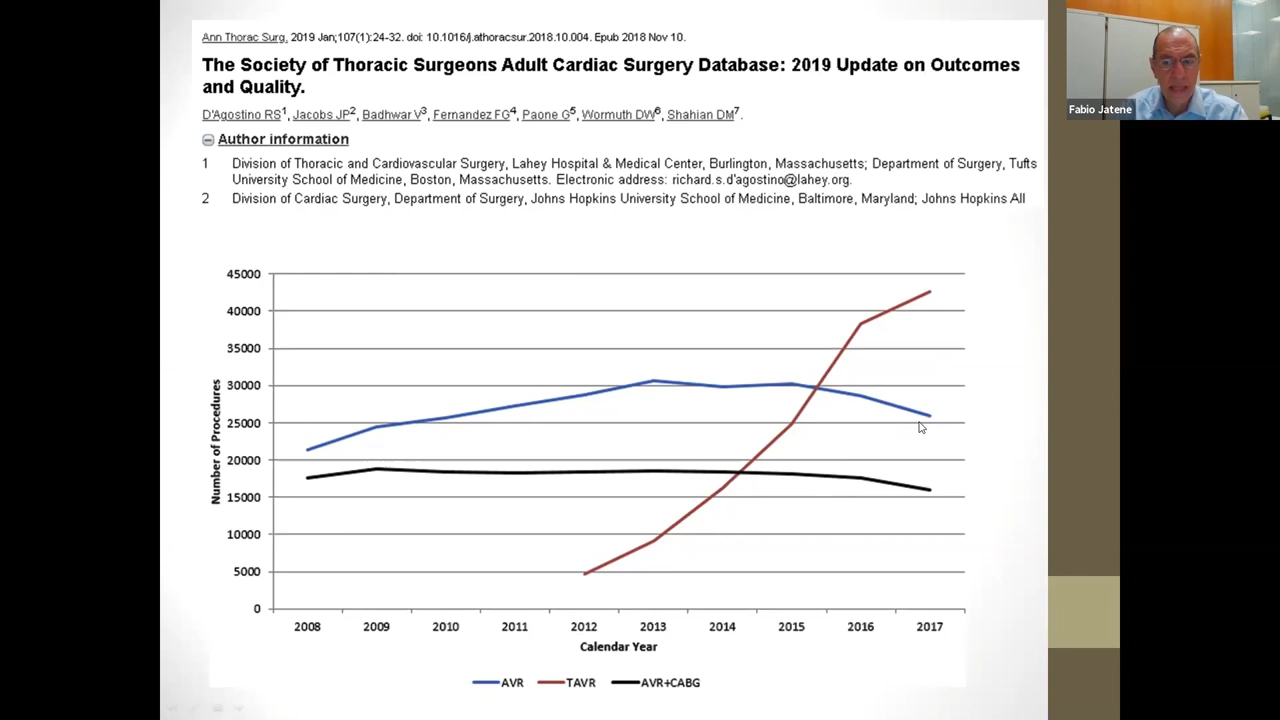 Ann Thorac Surg. 2019 Jan;107(1):24-32. doi: 10.1016/j.athoracsur.2018.10.004. Epub 2018 Nov 10.
The Society of Thoracic Surgeons Adult Cardiac Surgery Database: 2019 Update on Outcomes
and Quality.
D'Agostino RS1, Jacobs JP2, Badhwar V3, Fernandez FG4, Paone G5, Wormuth DW6, Shahian DM7.
Author information
1 Division of Thoracic and Cardiovascular Surgery, Lahey Hospital & Medical Center, Burlington, Massachusetts; Department of Surgery, Tufts
University School of Medicine, Boston, Massachusetts. Electronic address: richard.s.d'agostino@lahey.org.
2 Division of Cardiac Surgery, Department of Surgery, Johns Hopkins University School of Medicine, Baltimore, Maryland; Johns Hopkins All
Fabio Jatene
45000
40000
35000
30000
25000
20000
15000
10000
5000
0
Number of Procedures
2008 2009 2010 2011 2012 2013 2014 2015 2016 2017
Calendar Year
AVR TAVR AVR+CABG